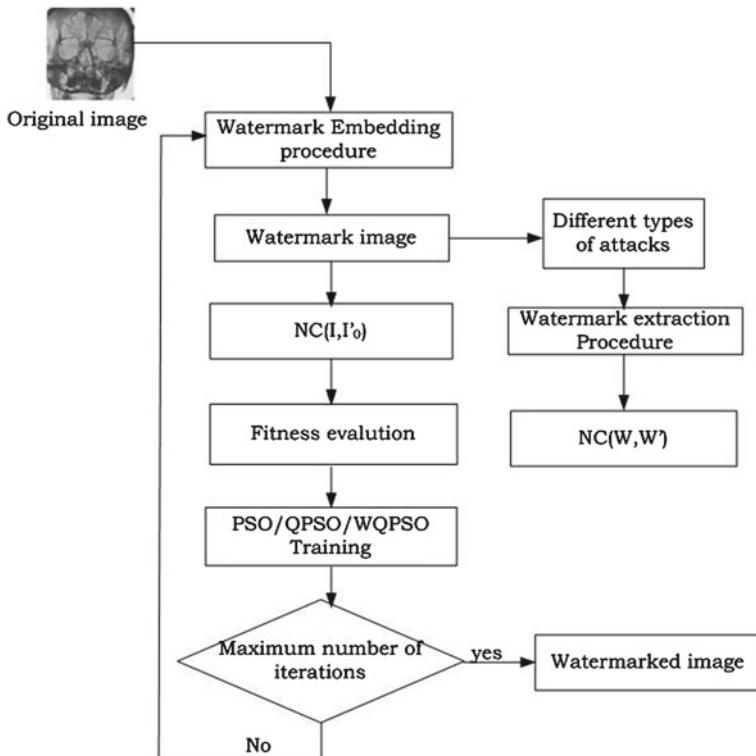 Original image
Watermark Embedding
procedure
Watermark image
Different types
of attacks
NC(I,I'₀)
Watermark extraction
Procedure
Fitness evalution
NC(W,W')
PSO/QPSO/WQPSO
Training
Maximum number of
iterations
yes
Watermarked image
No